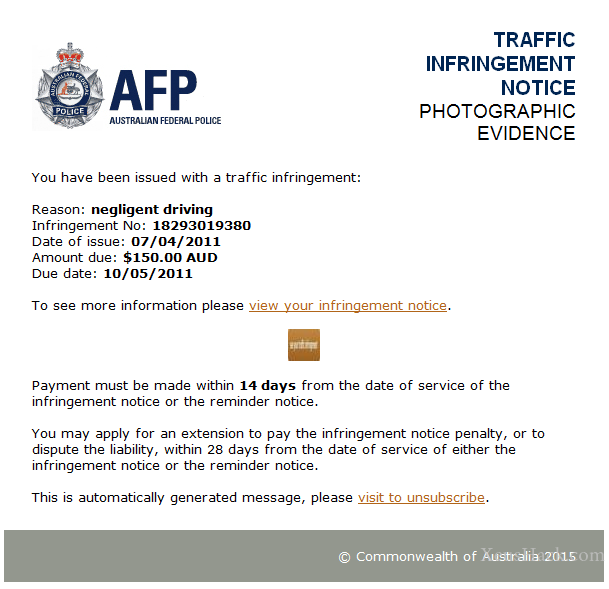 TRAFFIC
INFRINGEMENT
NOTICE
PHOTOGRAPHIC
EVIDENCE
AUSTRALIAN FEDERAL
POLICE
AFP
AUSTRALIAN FEDERAL POLICE
You have been issued with a traffic infringement:
Reason: negligent driving
Infringement No: 18293019380
Date of issue: 07/04/2011
Amount due: $150.00 AUD
Due date: 10/05/2011
To see more information please view your infringement notice.
Payment must be made within 14 days from the date of service of the
infringement notice or the reminder notice.
You may apply for an extension to pay the infringement notice penalty, or to
dispute the liability, within 28 days from the date of service of either the
infringement notice or the reminder notice.
This is automatically generated message, please visit to unsubscribe.
© Commonwealth of Australia 2015